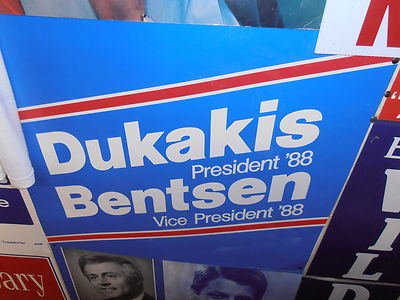 Dukakis
President '88
Bentsen
Vice President '88